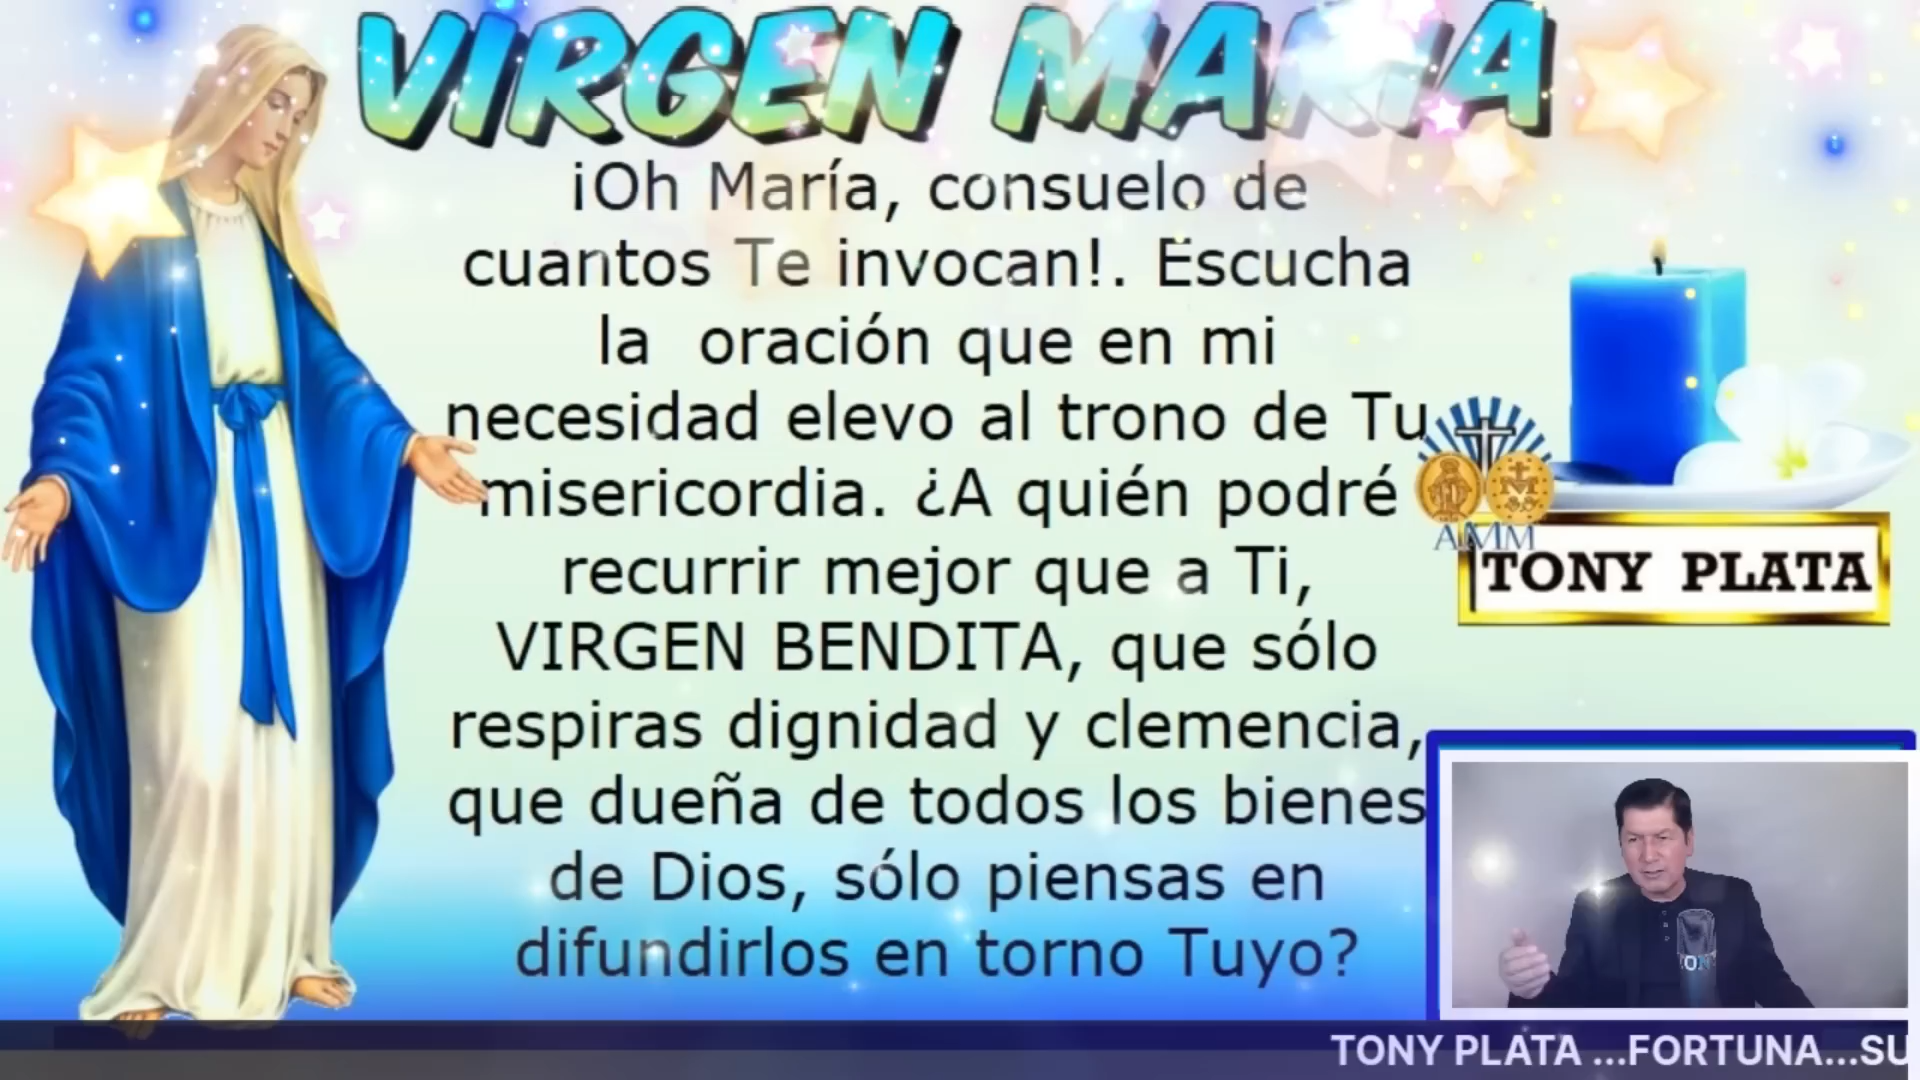 VIRGEN MARIA
¡Oh María, consuelo de
cuantos Te invocan!. Escucha
la oración que en mi
necesidad elevo al trono de Tu
misericordia. ¿A quién podré
recurrir mejor que a Ti,
VIRGEN BENDITA, que sólo
respiras dignidad y clemencia,
que dueña de todos los bienes
de Dios, sólo piensas en
difundirlos en torno Tuyo?
AMM
TONY PLATA
TONY PLATA ...FORTUNA...SU